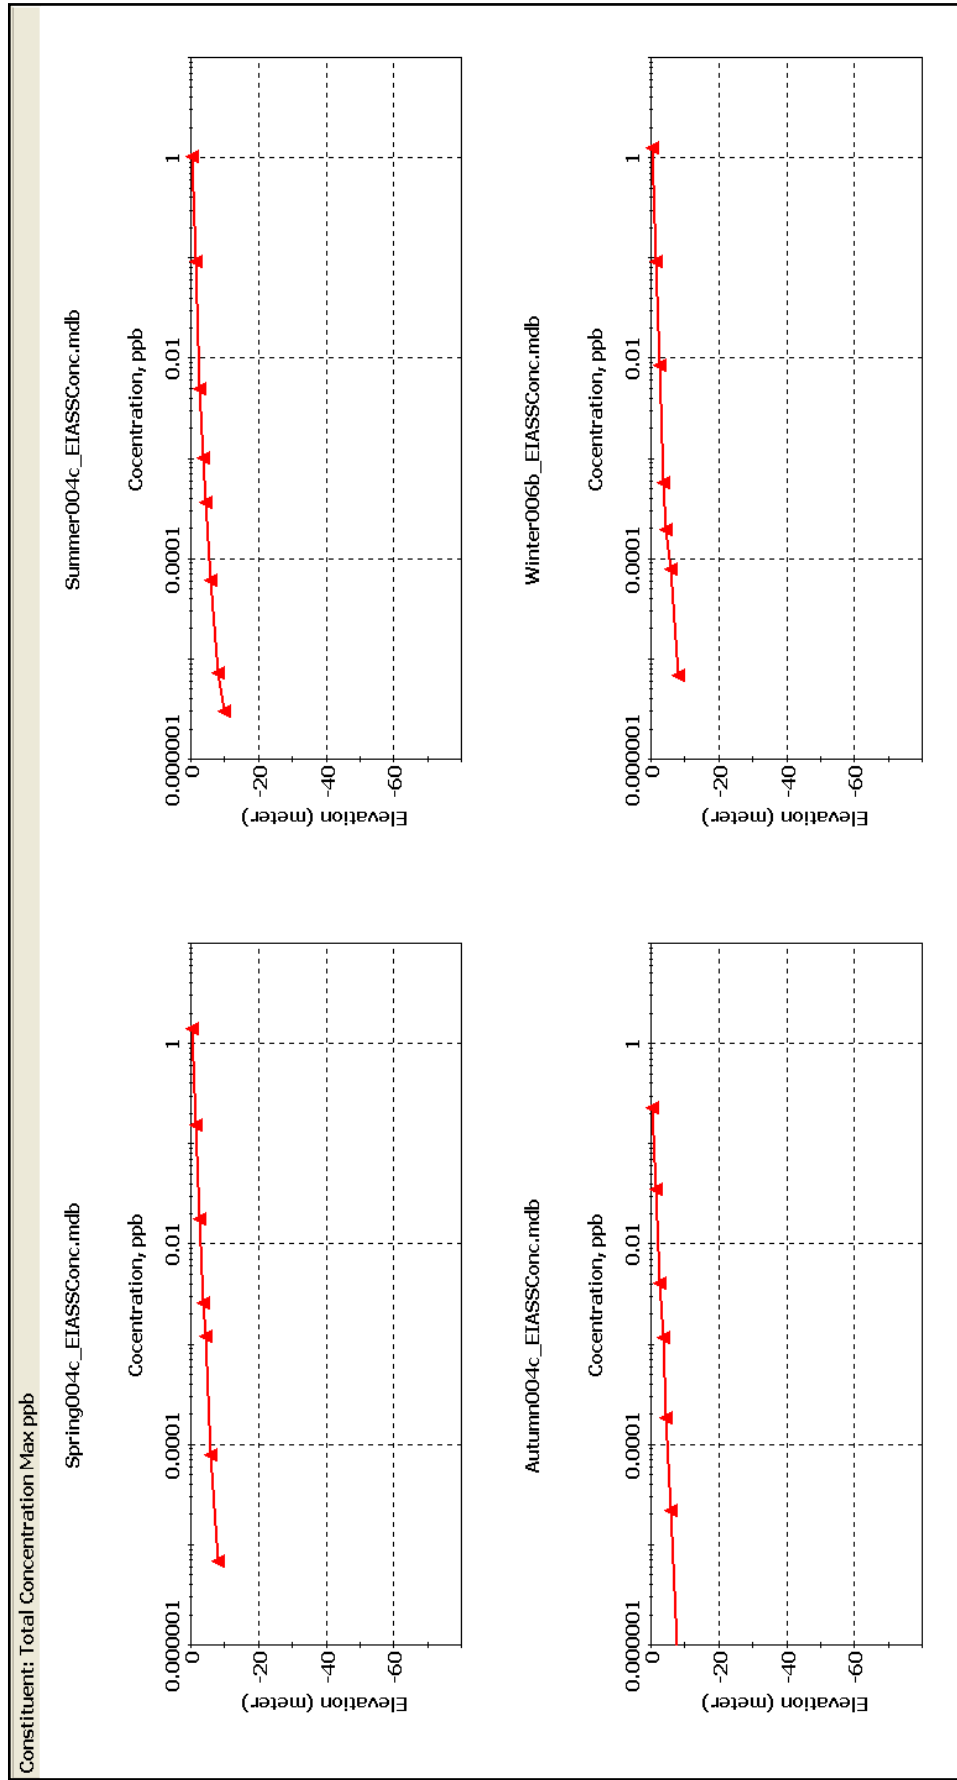 Constituent: Total Concentration Max ppb
Spring004c_EIASSConc.mdb
Cocentration, ppb
0.000001 0.0001 0.01 1
0
-20
-40
-60
Elevation (meter)
Summer004c_EIASSConc.mdb
Cocentration, ppb
0.000001 0.0001 0.01 1
0
-20
-40
-60
Elevation (meter)
Autumn004c_EIASSConc.mdb
Cocentration, ppb
0.000001 0.0001 0.01 1
0
-20
-40
-60
Elevation (meter)
Winter006b_EIASSConc.mdb
Cocentration, ppb
0.000001 0.0001 0.01 1
0
-20
-40
-60
Elevation (meter)